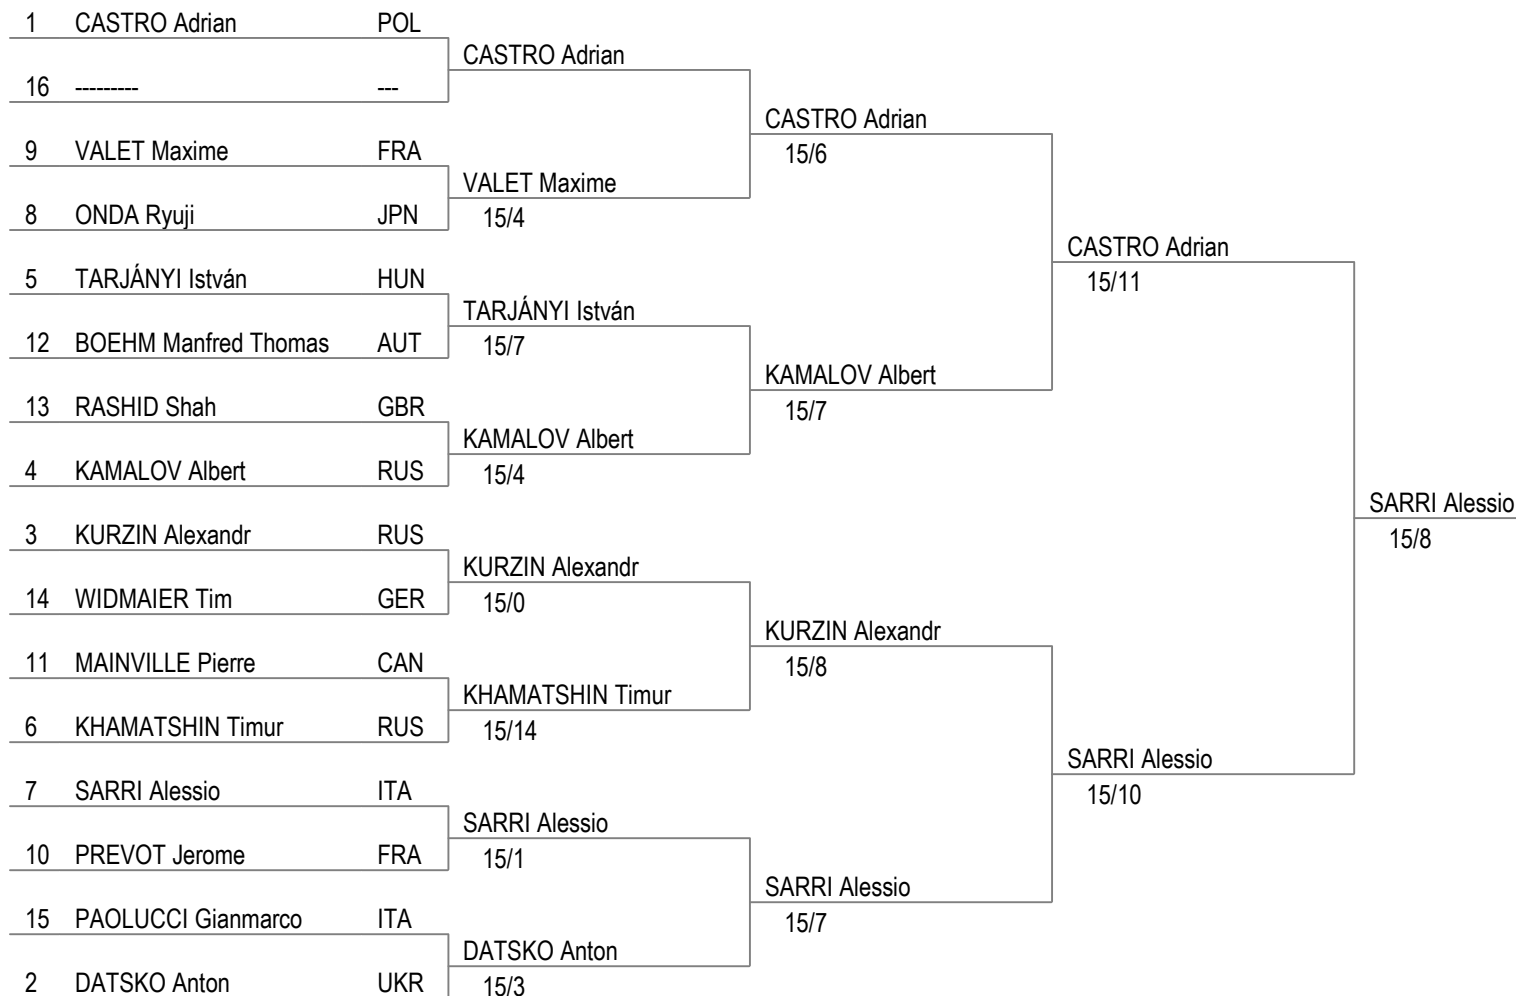 1 CASTRO Adrian POL
CASTRO Adrian
16 --------- ---
CASTRO Adrian
15/6
9 VALET Maxime FRA
VALET Maxime
15/4
8 ONDA Ryuji JPN
CASTRO Adrian
15/11
5 TARJÁNYI István HUN
TARJÁNYI István
15/7
12 BOEHM Manfred Thomas AUT
KAMALOV Albert
15/7
13 RASHID Shah GBR
KAMALOV Albert
15/4
4 KAMALOV Albert RUS
SARRI Alessio
15/8
3 KURZIN Alexandr RUS
KURZIN Alexandr
15/0
14 WIDMAIER Tim GER
KURZIN Alexandr
15/8
11 MAINVILLE Pierre CAN
KHAMATSHIN Timur
15/14
6 KHAMATSHIN Timur RUS
SARRI Alessio
15/10
7 SARRI Alessio ITA
SARRI Alessio
15/1
10 PREVOT Jerome FRA
SARRI Alessio
15/7
15 PAOLUCCI Gianmarco ITA
DATSKO Anton
15/3
2 DATSKO Anton UKR